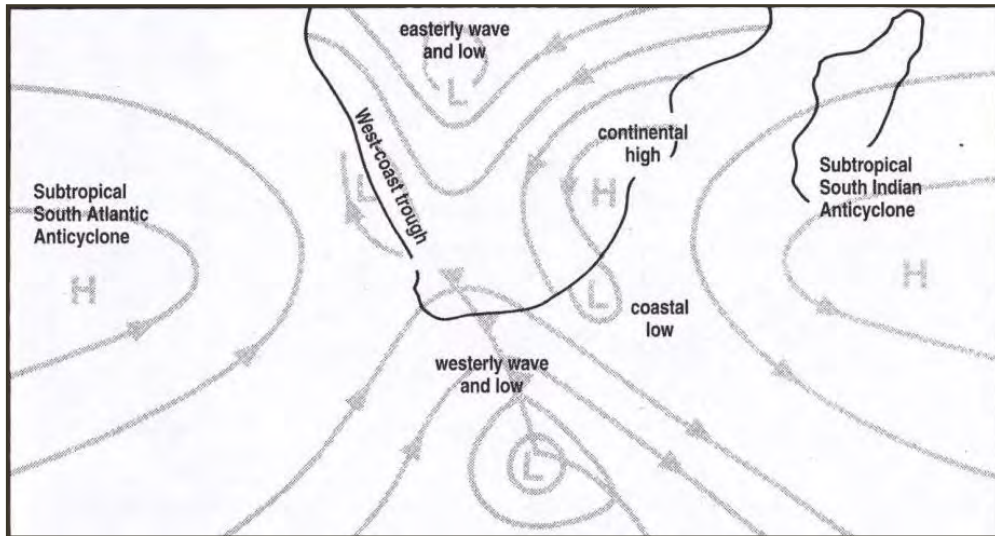 easterly wave
and low
L
West-coast trough
L
continental
high
H
Subtropical
South Atlantic
Anticyclone
H
Subtropical
South Indian
Anticyclone
H
L
coastal
low
westerly wave
and low
L